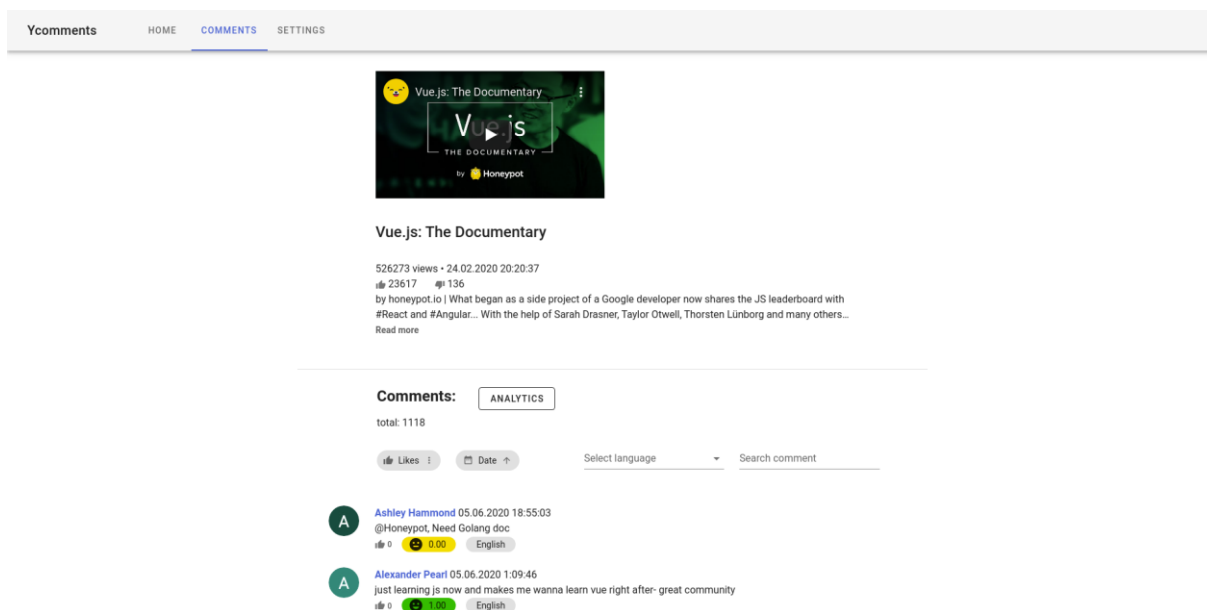 Ycomments HOME COMMENTS SETTINGS
Vue.js: The Documentary
Vue.js
THE DOCUMENTARY
by Honeypot
Vue.js: The Documentary
526273 views • 24.02.2020 20:20:37
23617 136
by honeypot.io | What began as a side project of a Google developer now shares the JS leaderboard with
#React and #Angular... With the help of Sarah Drasner, Taylor Otwell, Thorsten Lünborg and many others...
Read more
Comments: ANALYTICS
total: 1118
Likes Date Select language Search comment
A
Ashley Hammond 05.06.2020 18:55:03
@Honeypot, Need Golang doc
0 0.00 English
A
Alexander Pearl 05.06.2020 1:09:46
just learning js now and makes me wanna learn vue right after- great community
0 1.00 English